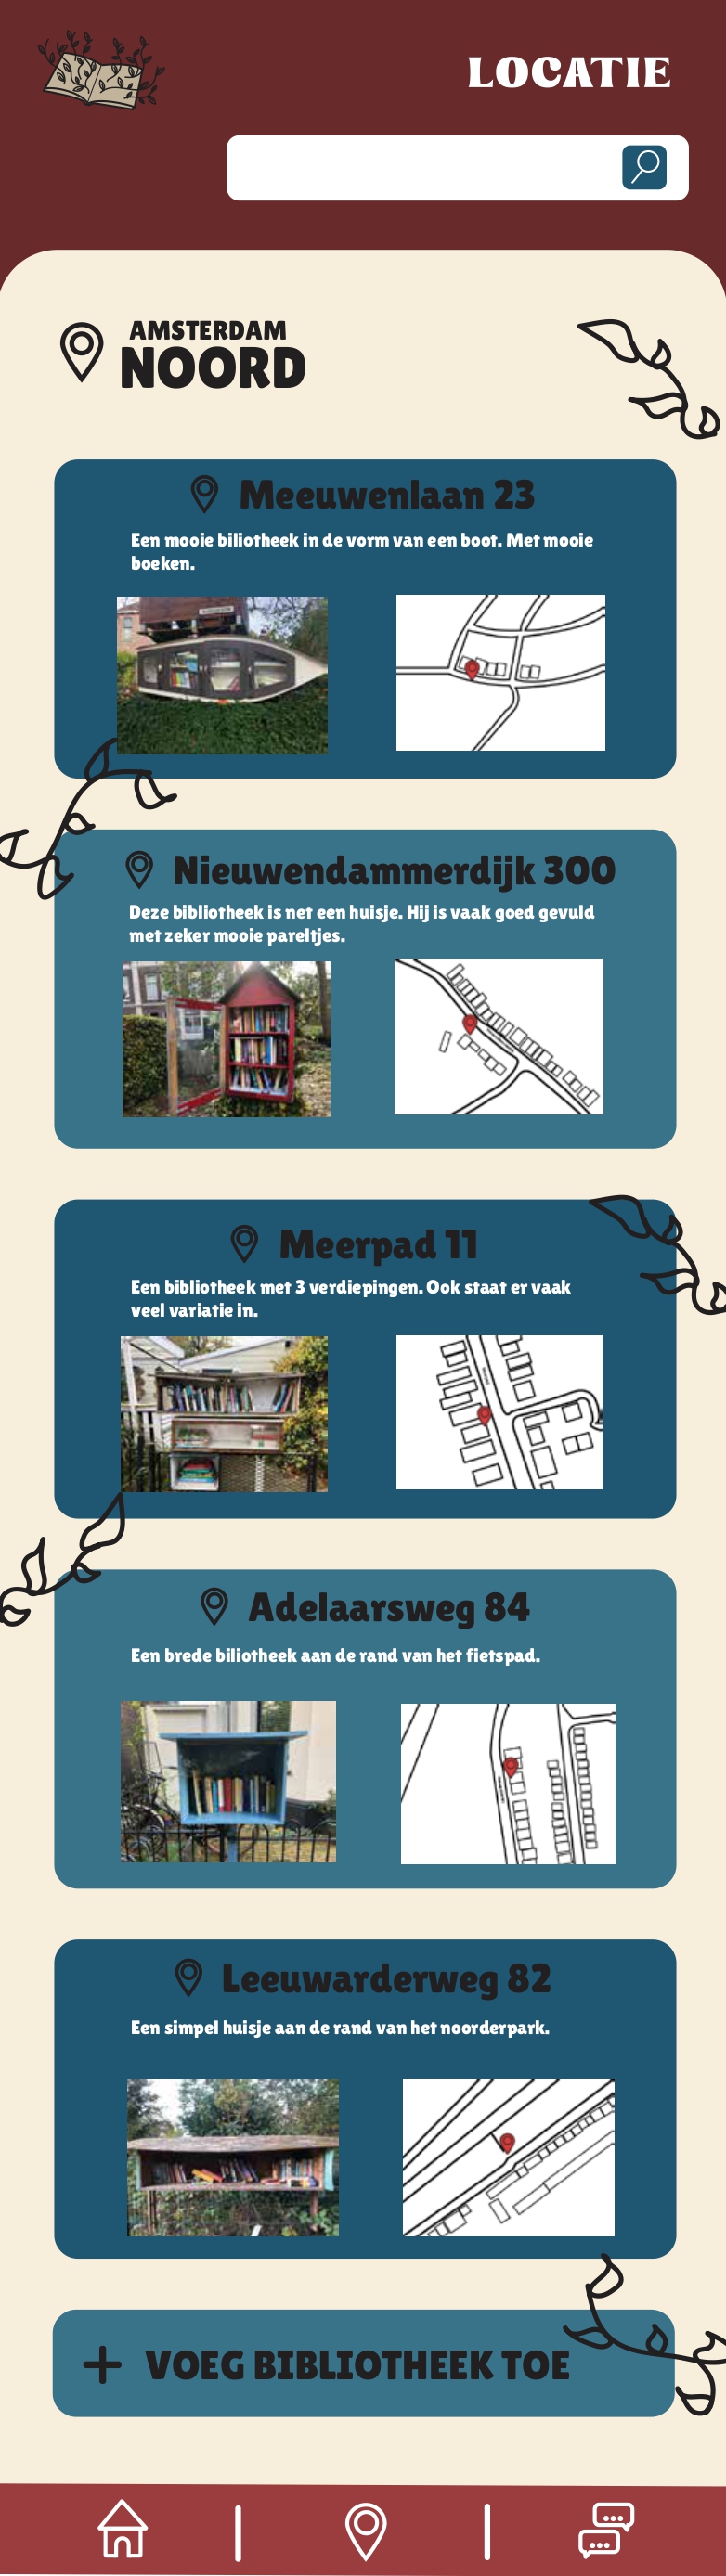 LOCATIE
AMSTERDAM
NOORD
Meeuwenlaan 23
Een mooie biliotheek in de vorm van een boot. Met mooie
boeken.
Nieuwendammerdijk 300
Deze bibliotheek is net een huisje. Hij is vaak goed gevuld
met zeker mooie pareltjes.
Meerpad 11
Een bibliotheek met 3 verdiepingen. Ook staat er vaak
veel variatie in.
Adelaarsweg 84
Een brede biliotheek aan de rand van het fietspad.
Leeuwarderweg 82
Een simpel huisje aan de rand van het noorderpark.
VOEG BIBLIOTHEEK TOE